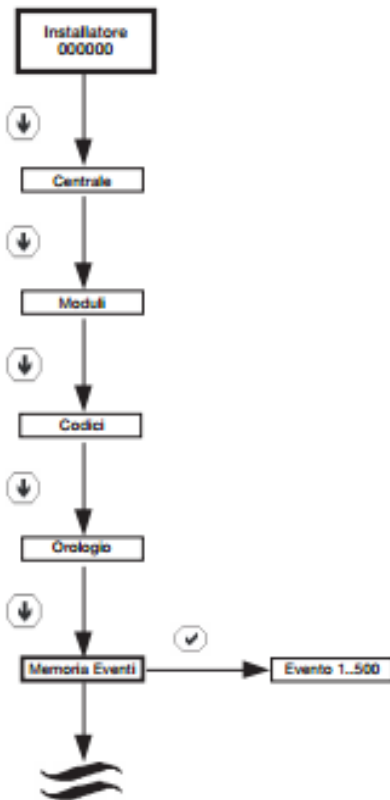 Installatore
000000
Centrale
Moduli
Codici
Orologio
Memoria Eventi
Evento 1..500